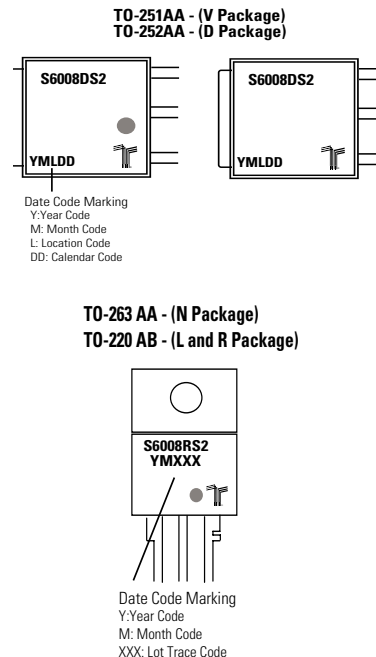 TO-251AA - (V Package)
TO-252AA - (D Package)
S6008DS2
YMLDD
S6008DS2
YMLDD
Date Code Marking
Y:Year Code
M: Month Code
L: Location Code
DD: Calendar Code
TO-263 AA - (N Package)
TO-220 AB - (L and R Package)
S6008RS2
YMXXX
Date Code Marking
Y:Year Code
M: Month Code
XXX: Lot Trace Code